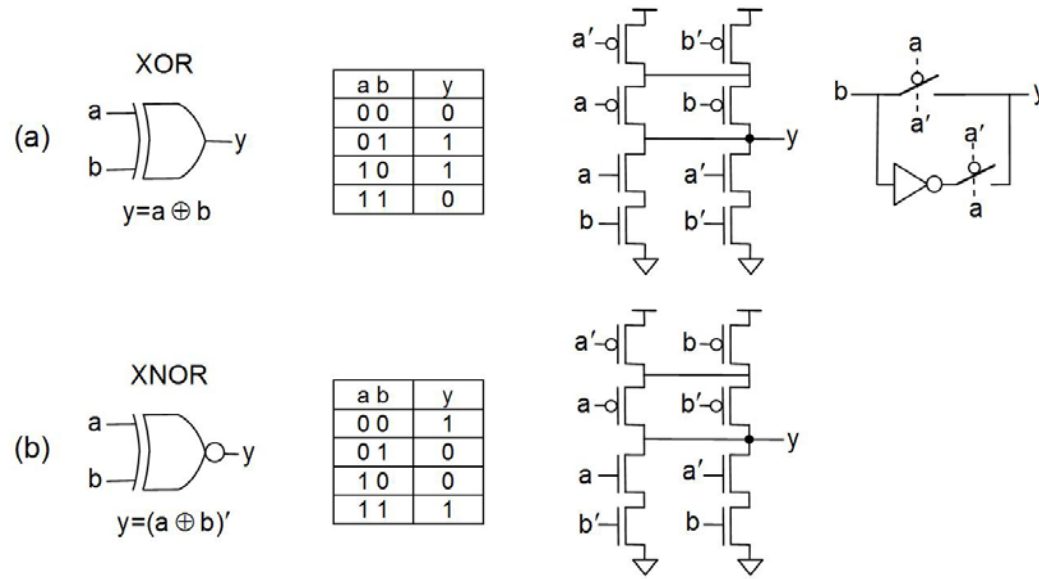 (a)
XOR
a
b
y
y=a ⊕ b
a b y
0 0 0
0 1 1
1 0 1
1 1 0
a′ b′
a b
y
a a′
b b′
a
b y
a′
a′
a
(b)
XNOR
a
b
y
y=(a ⊕ b)′
a b y
0 0 1
0 1 0
1 0 0
1 1 1
a′ b
a b′
y
a a′
b′ b